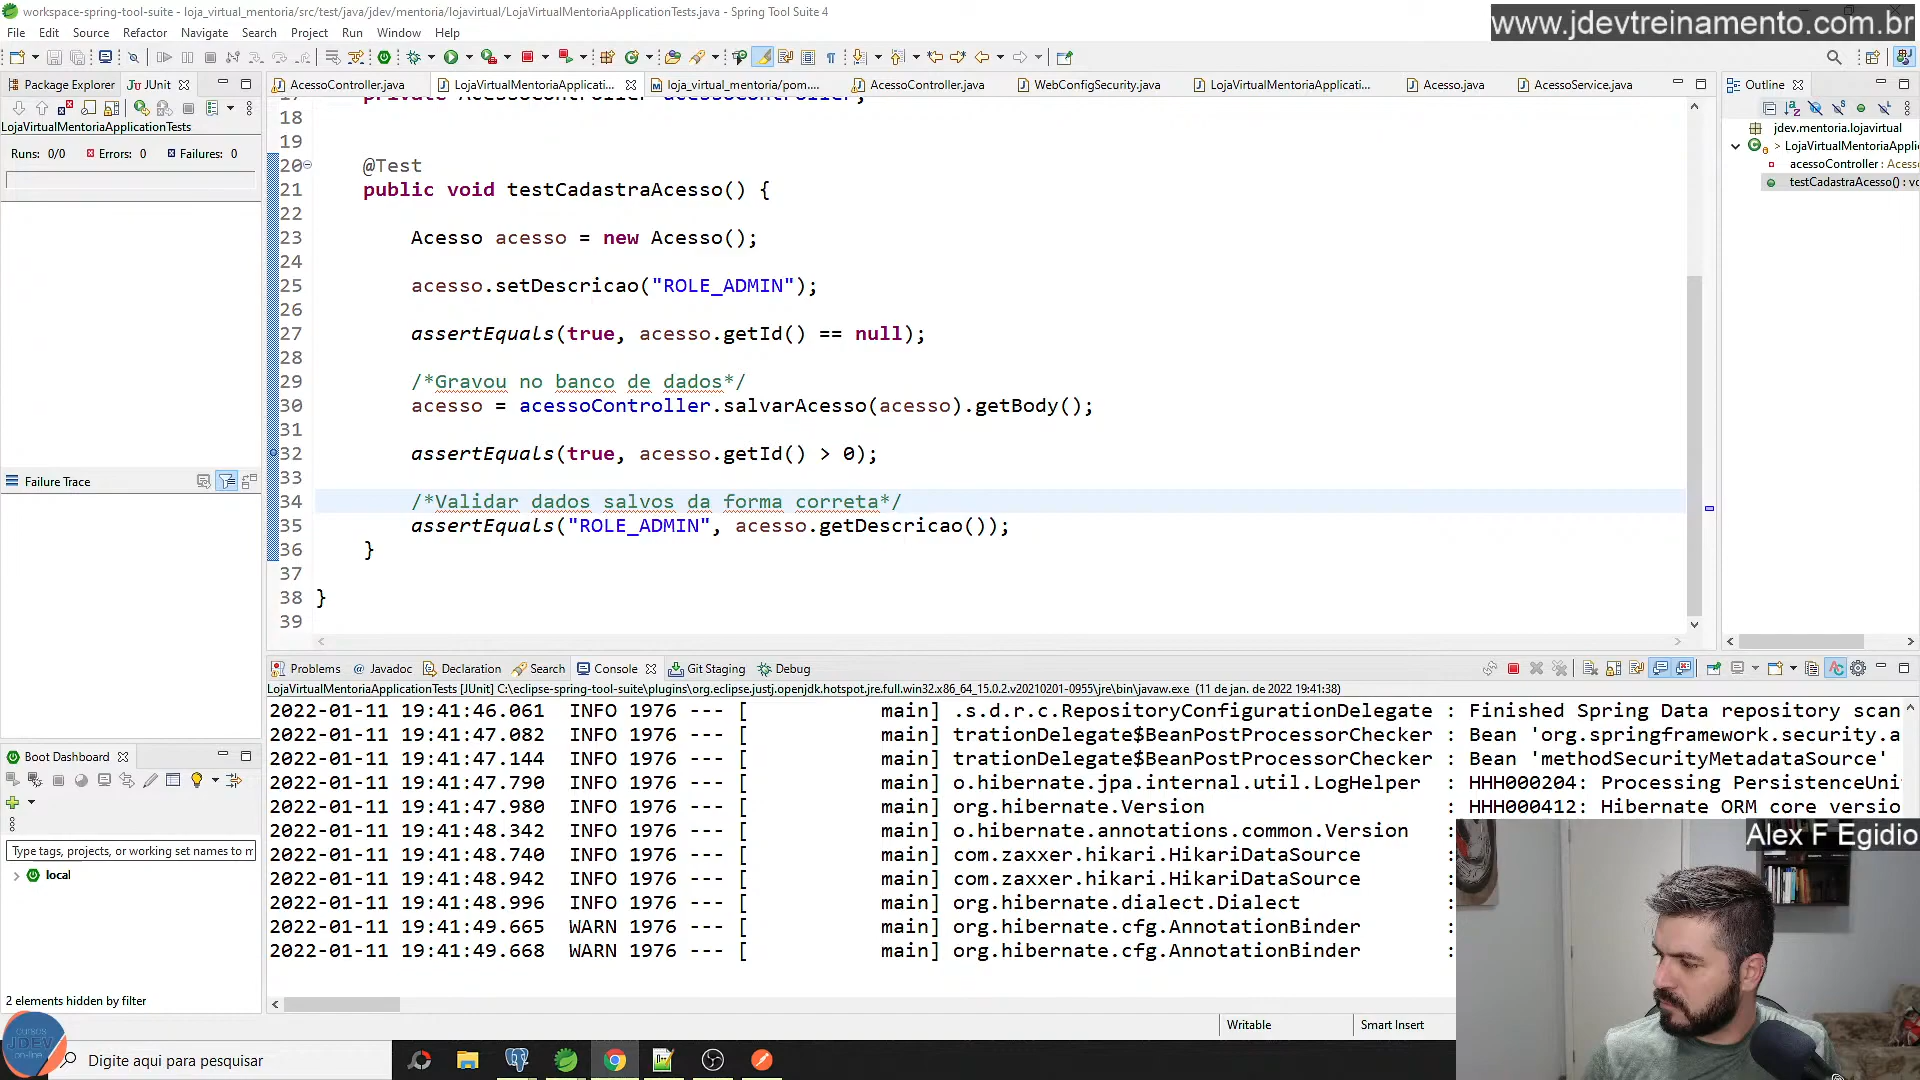 workspace-spring-tool-suite - loja_virtual_mentoria/src/test/java/jdev/mentoria/lojavirtual/LojaVirtualMentoriaApplicationTests.java - Spring Tool Suite 4
www.jdevtreinamento.com.br
File Edit Source Refactor Navigate Search Project Run Window Help
Package Explorer
JUnit
AcessoController.java
LojaVirtualMentoriaApplicati...
loja_virtual_mentoria/pom....
AcessoController.java
WebConfigSecurity.java
LojaVirtualMentoriaApplicati...
Acesso.java
AcessoService.java
Outline
LojaVirtualMentoriaApplicationTests
Runs: 0/0 Errors: 0 Failures: 0
Failure Trace
18
19
20 @Test
21 public void testCadastraAcesso() {
22
23 Acesso acesso = new Acesso();
24
25 acesso.setDescricao("ROLE_ADMIN");
26
27 assertEquals(true, acesso.getId() == null);
28
29 /*Gravou no banco de dados*/
30 acesso = acessoController.salvarAcesso(acesso).getBody();
31
32 assertEquals(true, acesso.getId() > 0);
33
34 /*Validar dados salvos da forma correta*/
35 assertEquals("ROLE_ADMIN", acesso.getDescricao());
36 }
37
38 }
39
jdev.mentoria.lojavirtual
> LojaVirtualMentoriaAppli
acessoController : Acess
testCadastraAcesso() : vo
Problems Javadoc Declaration Search Console Git Staging Debug
LojaVirtualMentoriaApplicationTests [JUnit] C:\eclipse-spring-tool-suite\plugins\org.eclipse.justj.openjdk.hotspot.jre.full.win32.x86_64_15.0.2.v20210201-0955\jre\bin\javaw.exe (11 de jan. de 2022 19:41:38)
2022-01-11 19:41:46.061 INFO 1976 --- [ main] .s.d.r.c.RepositoryConfigurationDelegate : Finished Spring Data repository scan
2022-01-11 19:41:47.082 INFO 1976 --- [ main] trationDelegate$BeanPostProcessorChecker : Bean 'org.springframework.security.a
2022-01-11 19:41:47.144 INFO 1976 --- [ main] trationDelegate$BeanPostProcessorChecker : Bean 'methodSecurityMetadataSource'
2022-01-11 19:41:47.790 INFO 1976 --- [ main] o.hibernate.jpa.internal.util.LogHelper : HHH000204: Processing PersistenceUni
2022-01-11 19:41:47.980 INFO 1976 --- [ main] org.hibernate.Version : HHH000412: Hibernate ORM core versio
2022-01-11 19:41:48.342 INFO 1976 --- [ main] o.hibernate.annotations.common.Version :
2022-01-11 19:41:48.740 INFO 1976 --- [ main] com.zaxxer.hikari.HikariDataSource :
2022-01-11 19:41:48.942 INFO 1976 --- [ main] com.zaxxer.hikari.HikariDataSource :
2022-01-11 19:41:48.996 INFO 1976 --- [ main] org.hibernate.dialect.Dialect :
2022-01-11 19:41:49.665 WARN 1976 --- [ main] org.hibernate.cfg.AnnotationBinder :
2022-01-11 19:41:49.668 WARN 1976 --- [ main] org.hibernate.cfg.AnnotationBinder :
Alex F Egidio
Boot Dashboard
Type tags, projects, or working set names to m
local
2 elements hidden by filter
Writable
Smart Insert
cursos
JDEV
on-line
Digite aqui para pesquisar